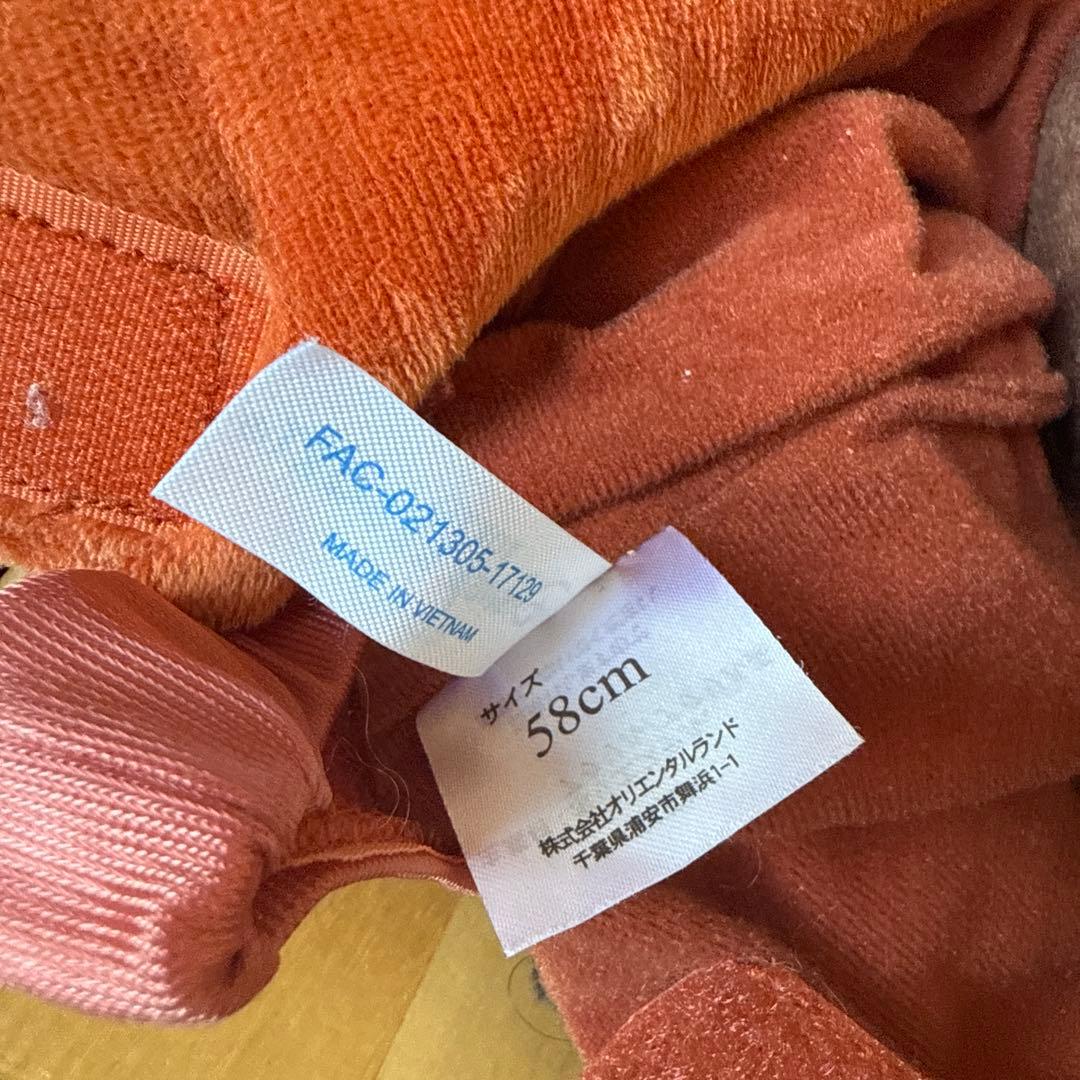 FAC-021305-17129
MADE IN VIETNAM
サイズ
58cm
株式会社オリエンタルランド
千葉県浦安市舞浜1-1